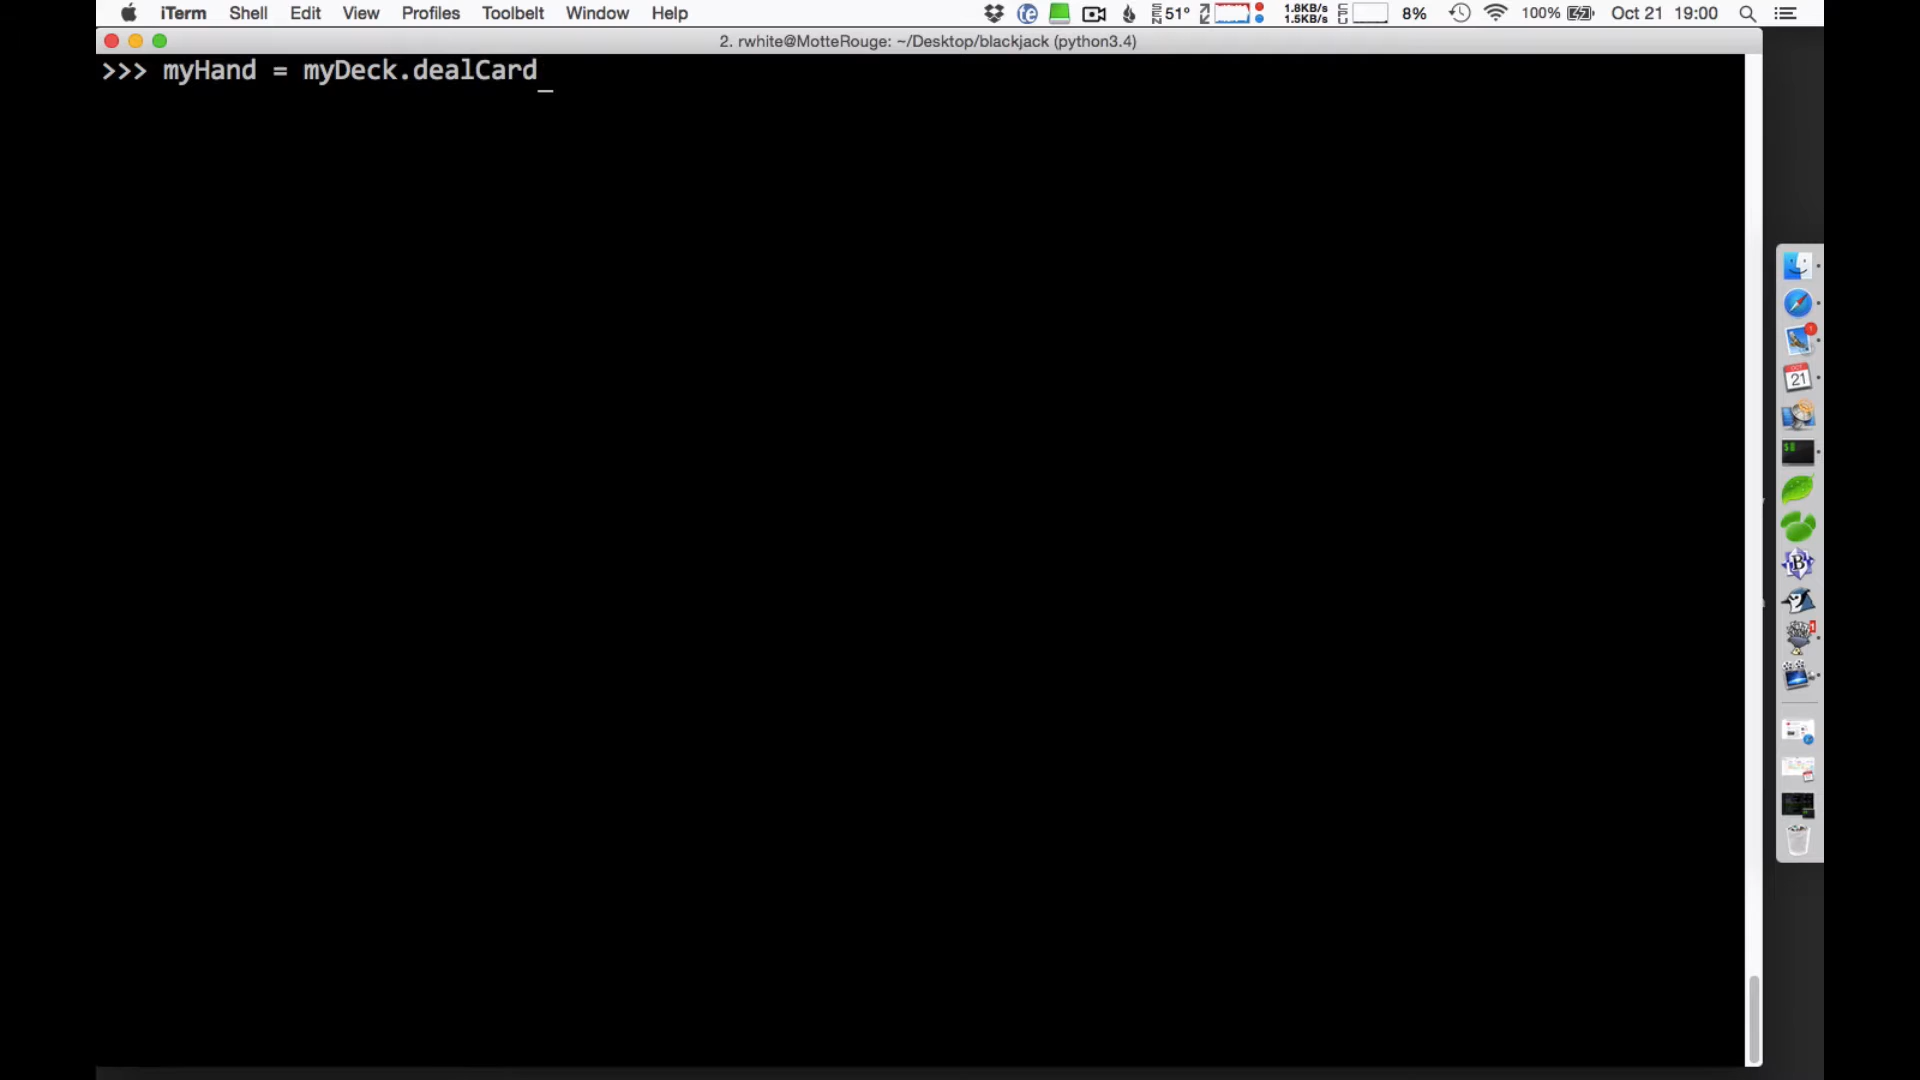 iTerm Shell Edit View Profiles Toolbelt Window Help 51° 1.8KB/s 1.5KB/s 8% 100% Oct 21 19:00
2. rwhite@MotteRouge: ~/Desktop/blackjack (python3.4)
>>> myHand = myDeck.dealCard_
21